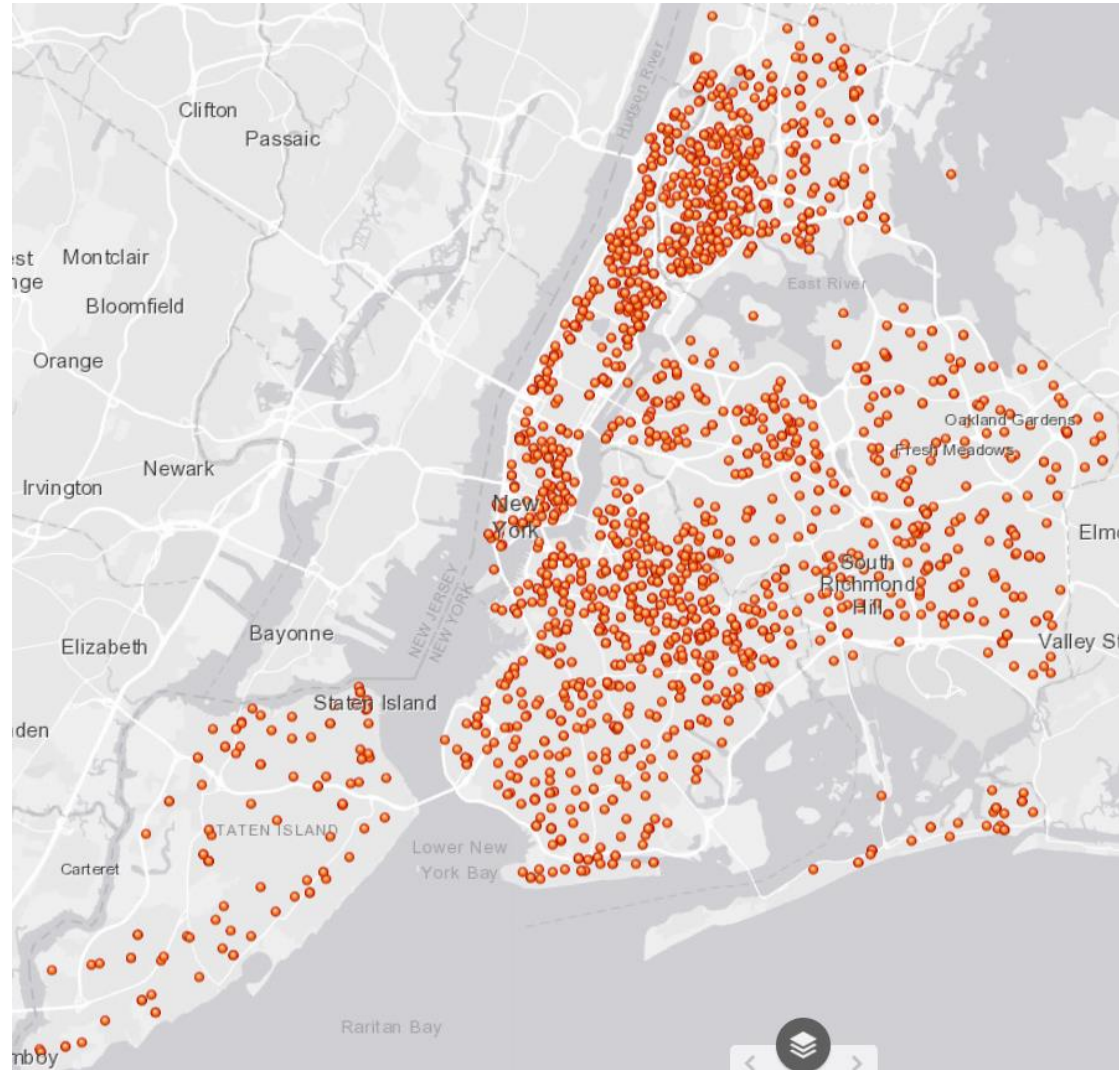 Clifton
Passaic
Hudson River
est
nge
Montclair
Bloomfield
East River
Orange
Oakland Gardens
Fresh Meadows
Newark
Irvington
New
York
Elmo
South
Richmond
Hill
NEW JERSEY
NEW YORK
Bayonne
Elizabeth
Valley St
Staten Island
den
TATEN ISLAND
Lower New
York Bay
Carteret
Raritan Bay
mboy